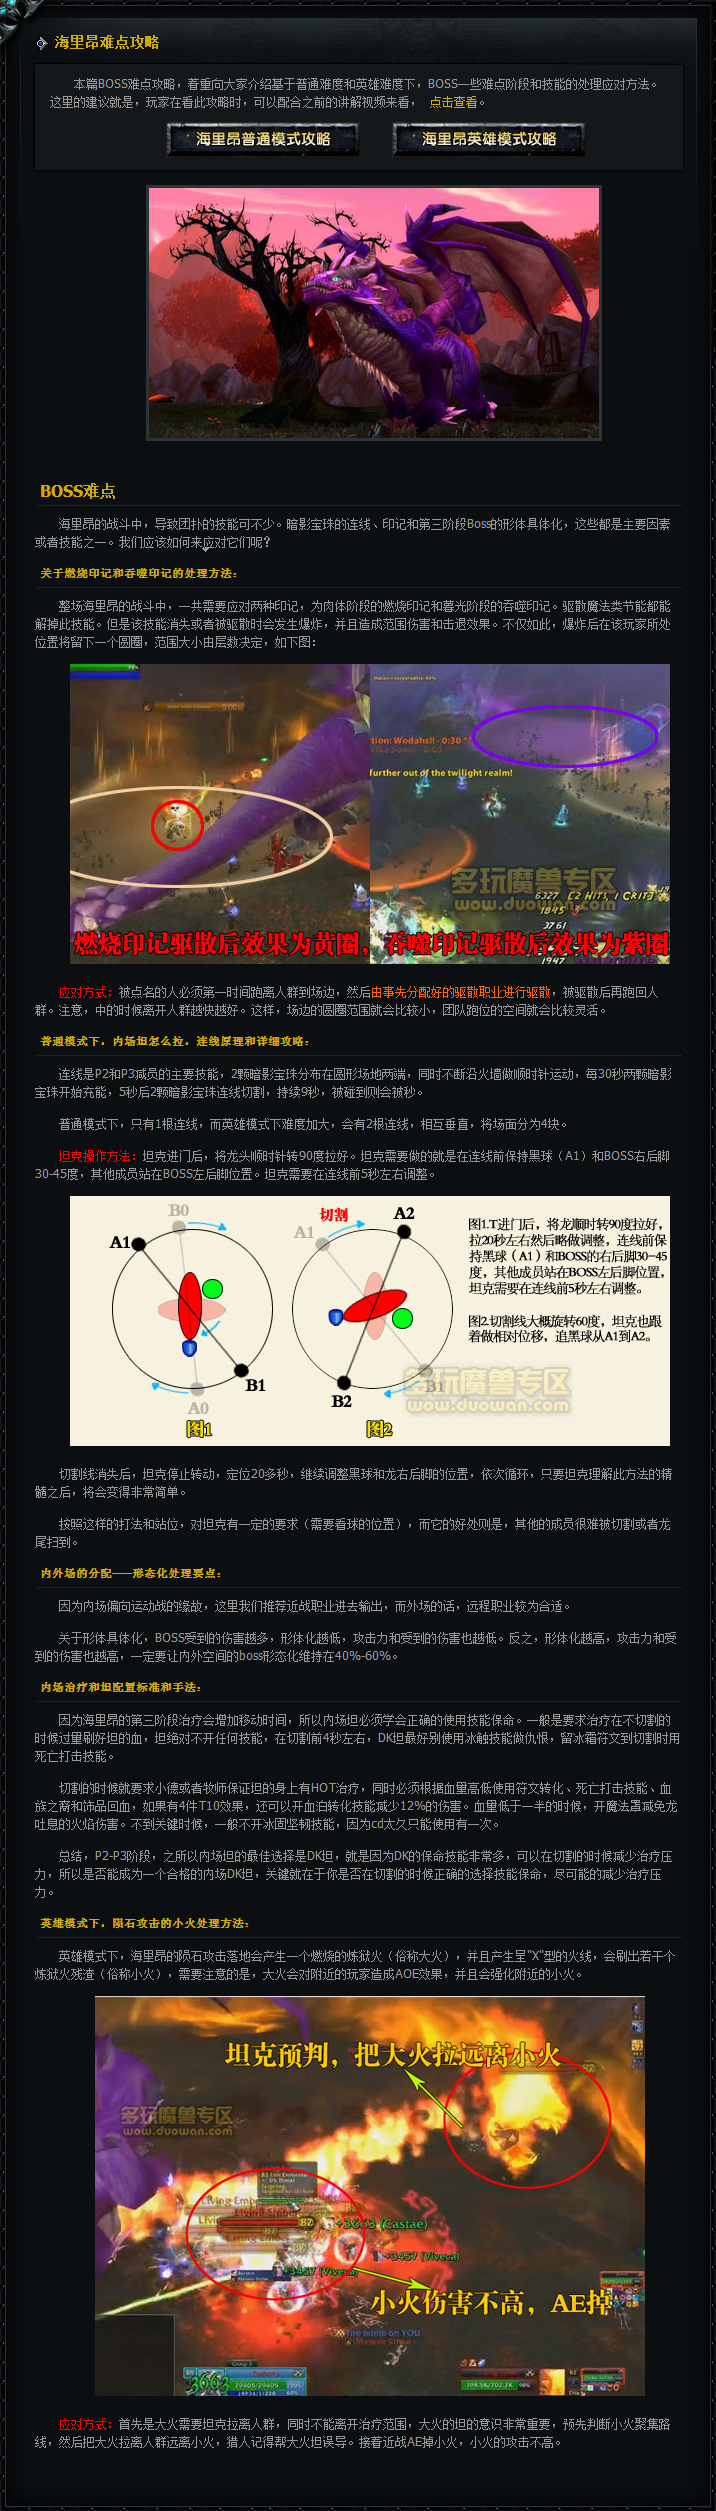 海里昂难点攻略
本篇BOSS难点攻略，着重向大家介绍基于普通难度和英雄难度下，BOSS一些难点阶段和技能的处理应对方法。
这里的建议就是，玩家在看此攻略时，可以配合之前的讲解视频来看， 点击查看。
海里昂普通模式攻略
海里昂英雄模式攻略
BOSS难点
海里昂的战斗中，导致团扑的技能可不少。暗影宝珠的连线、印记和第三阶段Boss的形体具体化，这些都是主要因素
或者技能之一。我们应该如何来应对它们呢？
关于燃烧印记和吞噬印记的处理方法：
整场海里昂的战斗中，一共需要应对两种印记，为肉体阶段的燃烧印记和暮光阶段的吞噬印记。驱散魔法类节能都能
解掉此技能。但是该技能消失或者被驱散时会发生爆炸，并且造成范围伤害和击退效果。不仅如此，爆炸后在该玩家所处
位置将留下一个圆圈，范围大小由层数决定，如下图：
tion: Wodahs!! - 0:30
further out of the twilight realm!
多玩魔兽专区
www.duowan.com
6327
1845
3761
1947
燃烧印记驱散后效果为黄圈，吞噬印记驱散后效果为紫圈
应对方式：被点名的人必须第一时间跑离人群到场边，然后由事先分配好的驱散职业进行驱散，被驱散后再跑回人
群。注意，中的时候离开人群越快越好。这样，场边的圆圈范围就会比较小，团队跑位的空间就会比较灵活。
普通模式下，内场坦怎么拉，连线原理和详细攻略：
连线是P2和P3减员的主要技能，2颗暗影宝珠分布在圆形场地两端，同时不断沿火墙做顺时针运动，每30秒两颗暗影
宝珠开始充能，5秒后2颗暗影宝珠连线切割，持续9秒，被碰到则会被秒。
普通模式下，只有1根连线，而英雄模式下难度加大，会有2根连线，相互垂直，将场面分为4块。
坦克操作方法：坦克进门后，将龙头顺时针转90度拉好。坦克需要做的就是在连线前保持黑球（A1）和BOSS右后脚
30-45度，其他成员站在BOSS左后脚位置。坦克需要在连线前5秒左右调整。
B0
A1
B1
A0
图1
切割
A1
A2
B2
B1
图2
图1.T进门后，将龙顺时转90度拉好，
拉20秒左右然后略做调整，连线前保
持黑球（A1）和BOSS的右后脚30-45
度，其他成员站在BOSS左后脚位置，
坦克需要在连线前5秒左右调整。
图2.切割线大概旋转60度，坦克也跟
着做相对位移，追黑球从A1到A2。
多玩魔兽专区
www.duowan.com
切割线消失后，坦克停止转动，定位20多秒，继续调整黑球和龙右后脚的位置，依次循环，只要坦克理解此方法的精
髓之后，将会变得非常简单。
按照这样的打法和站位，对坦克有一定的要求（需要看球的位置），而它的好处则是，其他的成员很难被切割或者龙
尾扫到。
内外场的分配——形态化处理要点：
因为内场偏向运动战的缘故，这里我们推荐近战职业进去输出，而外场的话，远程职业较为合适。
关于形体具体化，BOSS受到的伤害越多，形体化越低，攻击力和受到的伤害也越低。反之，形体化越高，攻击力和受
到的伤害也越高，一定要让内外空间的boss形态化维持在40%-60%。
内场治疗和坦配置标准和手法：
因为海里昂的第三阶段治疗会增加移动时间，所以内场坦必须学会正确的使用技能保命。一般是要求治疗在不切割的
时候过量刷好坦的血，坦绝对不开任何技能，在切割前4秒左右，DK坦最好别使用冰触技能做仇恨，留冰霜符文到切割时用
死亡打击技能。
切割的时候就要求小德或者牧师保证坦的身上有HOT治疗，同时必须根据血量高低使用符文转化、死亡打击技能、血
族之裔和饰品回血，如果有4件T10效果，还可以开血泊转化技能减少12%的伤害。血量低于一半的时候，开魔法罩减免龙
吐息的火焰伤害。不到关键时候，一般不开冰固坚韧技能，因为cd太久只能使用有一次。
总结，P2-P3阶段，之所以内场坦的最佳选择是DK坦，就是因为DK的保命技能非常多，可以在切割的时候减少治疗压
力，所以是否能成为一个合格的内场DK坦，关键就在于你是否在切割的时候正确的选择技能保命，尽可能的减少治疗压
力。
英雄模式下，陨石攻击的小火处理方法：
英雄模式下，海里昂的陨石攻击落地会产生一个燃烧的炼狱火（俗称大火），并且产生呈"X"型的火线，会刷出若干个
炼狱火残渣（俗称小火），需要注意的是，大火会对附近的玩家造成AOE效果，并且会强化附近的小火。
坦克预判，把大火拉远离小火
多玩魔兽专区
www.duowan.com
+3663 (Castae)
+3457 (Viveca)
+3457 (Viveca)
小火伤害不高，AE掉
应对方式：首先是大火需要坦克拉离人群，同时不能离开治疗范围，大火的坦的意识非常重要，预先判断小火聚集路
线，然后把大火拉离人群远离小火，猎人记得帮大火坦误导。接着近战AE掉小火，小火的攻击不高。